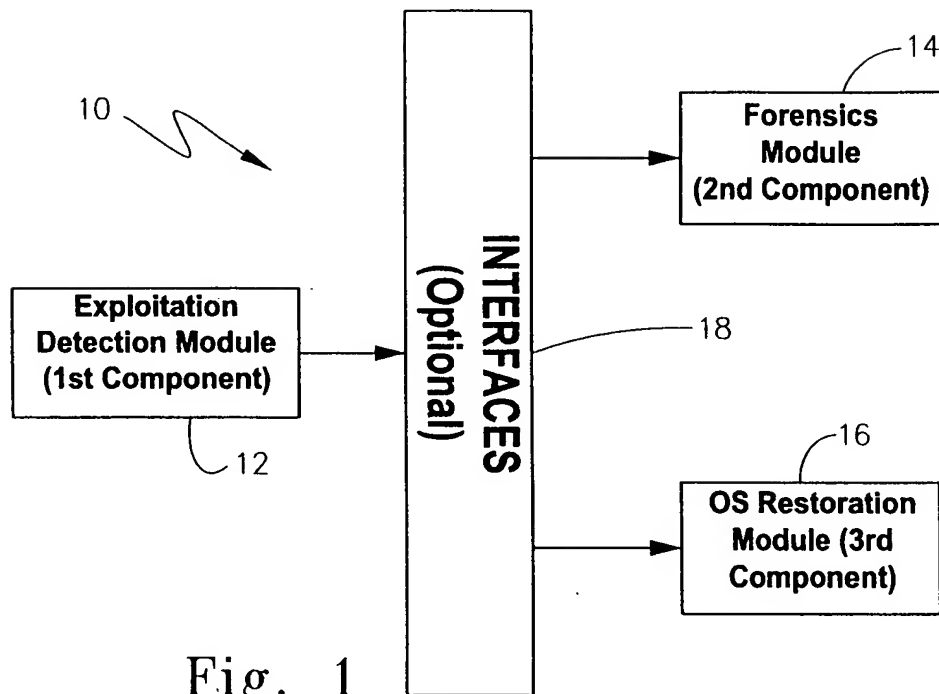 10
14
Forensics
Module
(2nd Component)
Exploitation
Detection Module
(1st Component)
12
INTERFACES
(Optional)
18
16
OS Restoration
Module (3rd
Component)
Fig. 1